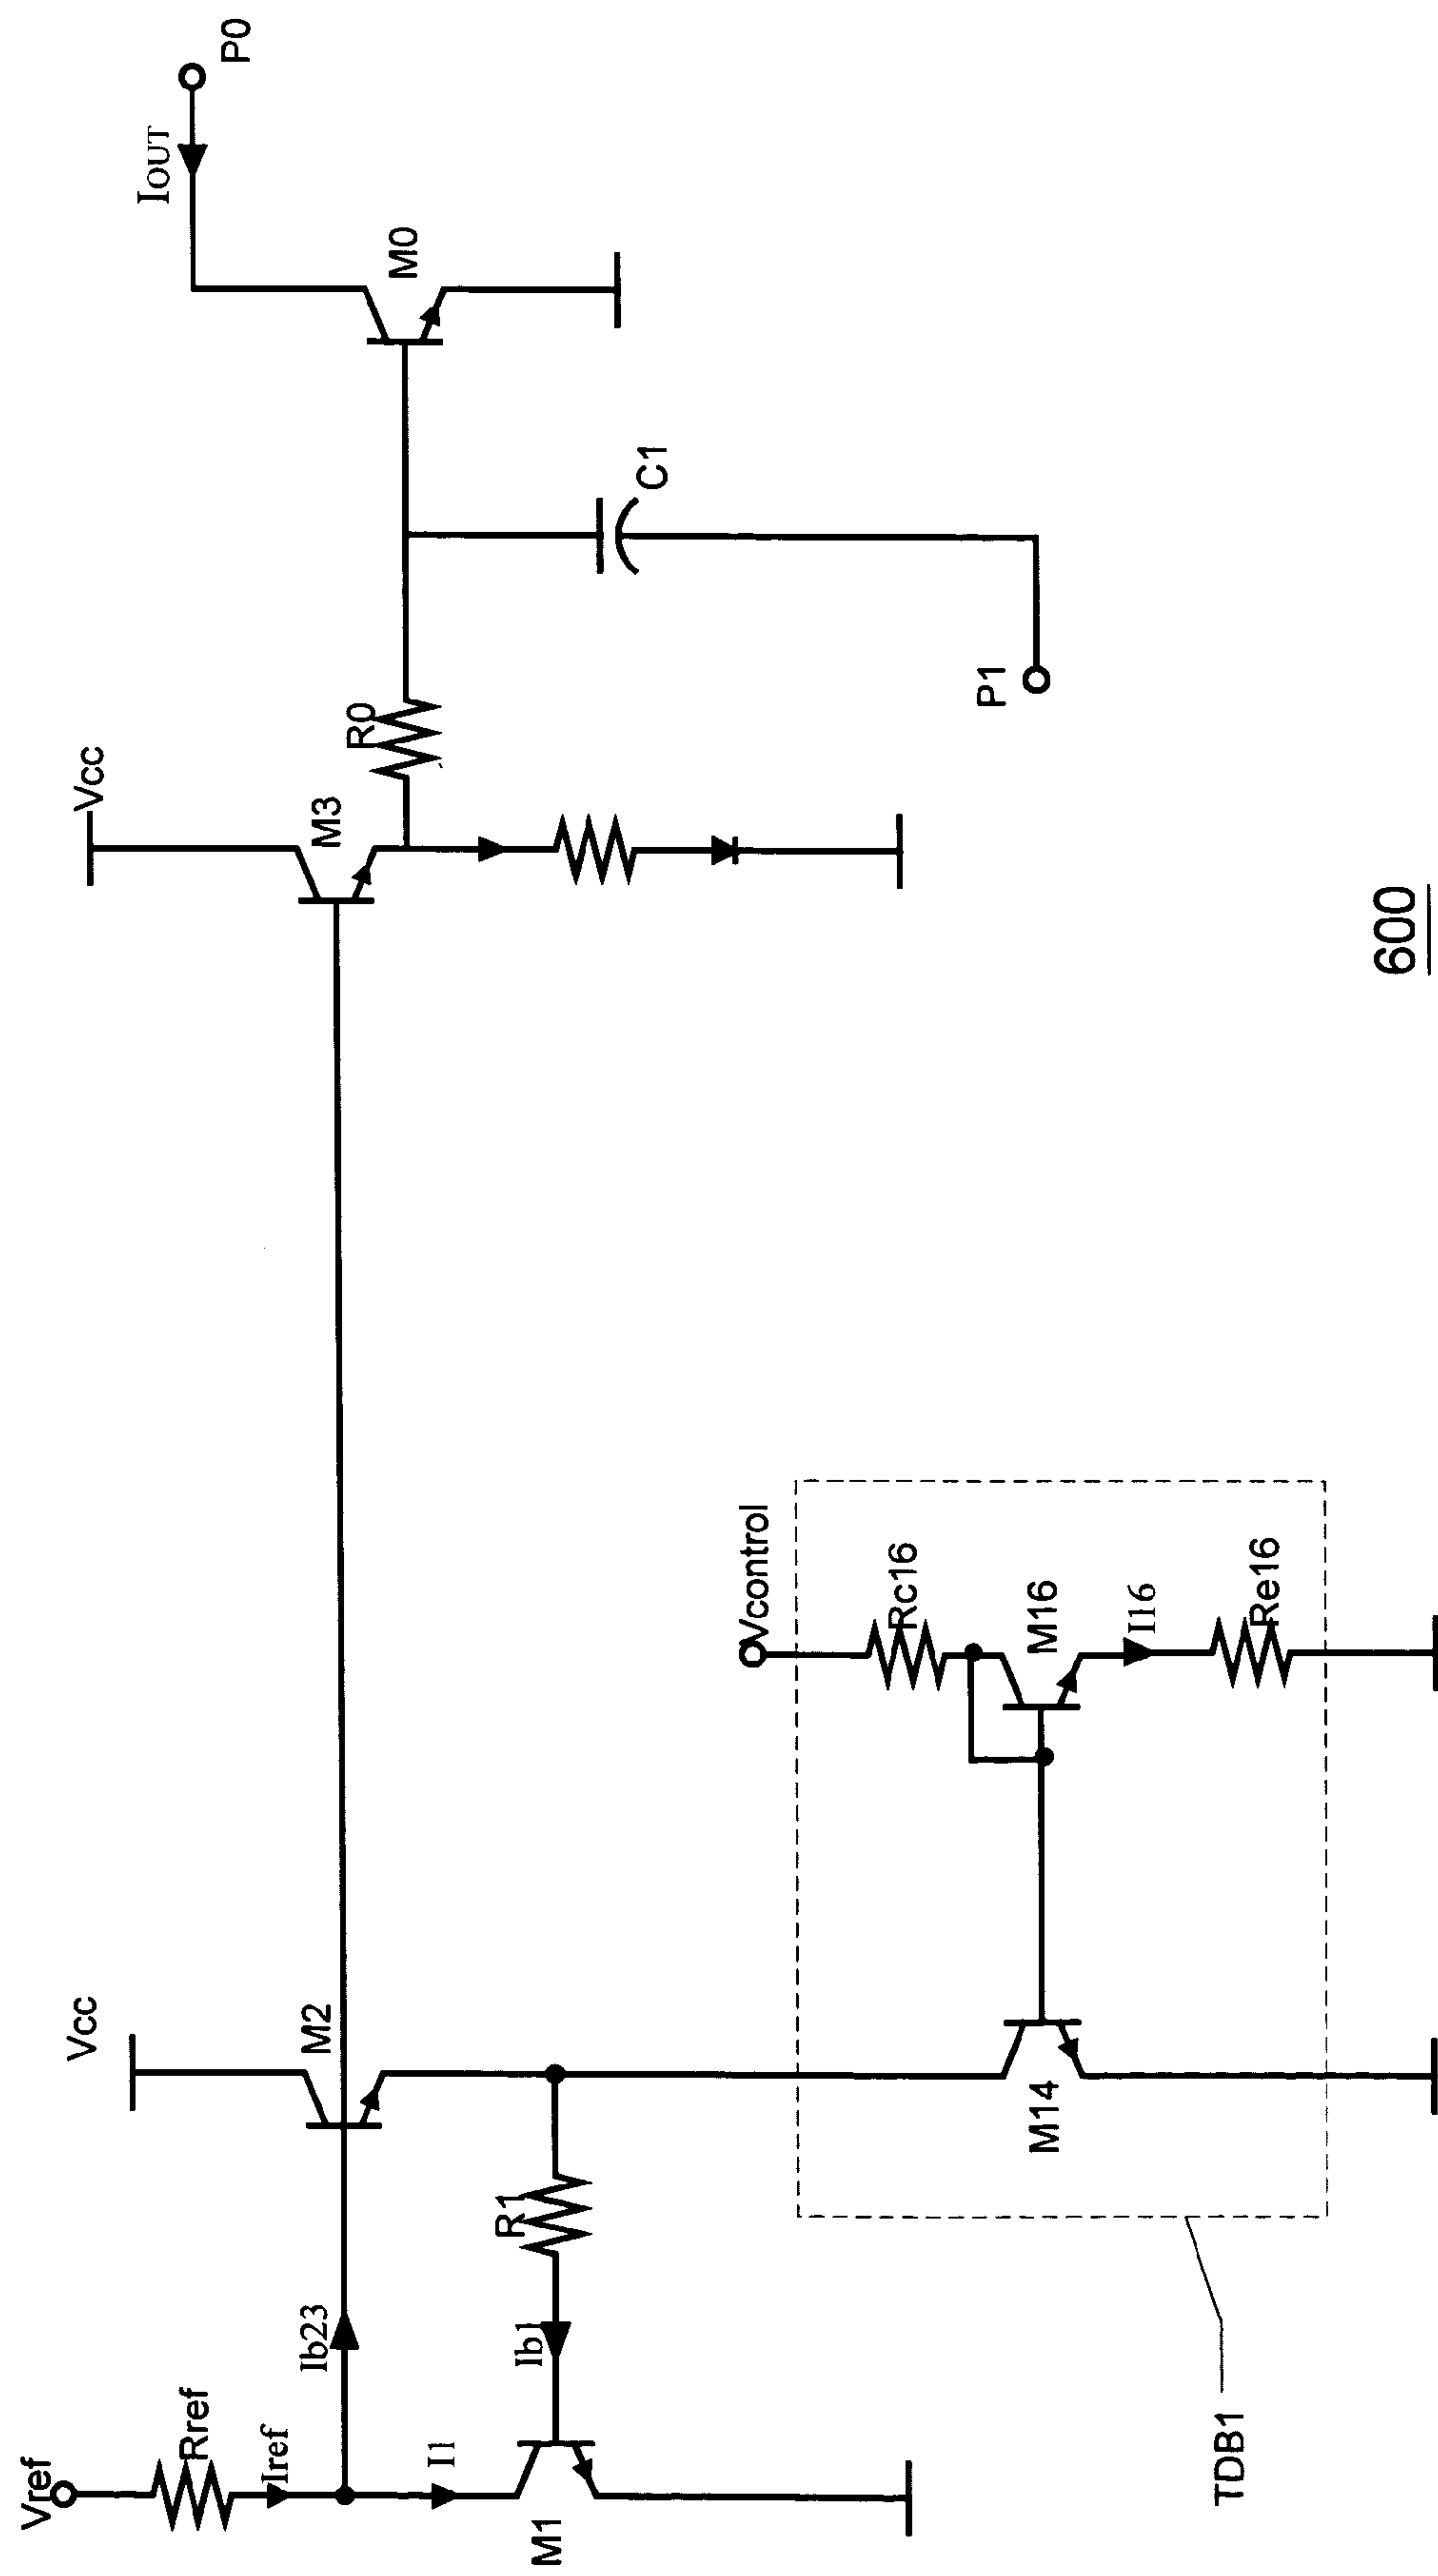 Vref
Rref
Iref
I1
M1
Ib23
Ib1
R1
Vcc
M2
M14
TDB1
Vcontrol
Rc16
M16
I16
Re16
Vcc
M3
R0
C1
P1
M0
IOUT
P0
600